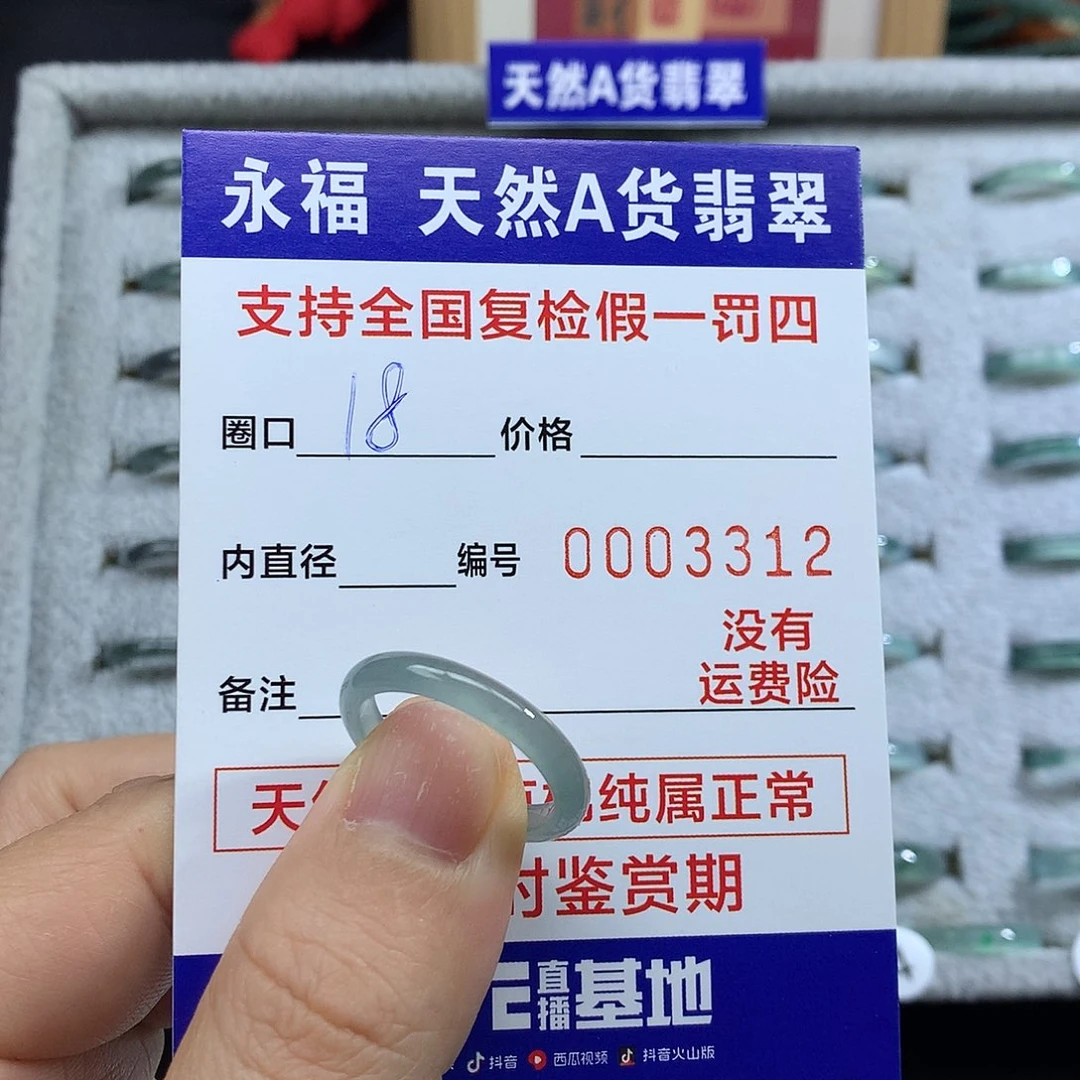 天然A货翡翠
永福 天然A货翡翠
支持全国复检假一罚四
圈口 18 价格
内直径 编号 0003312
没有
备注 运费险
天 纯属正常
时鉴赏期
直播基地
抖音 西瓜视频 抖音火山版